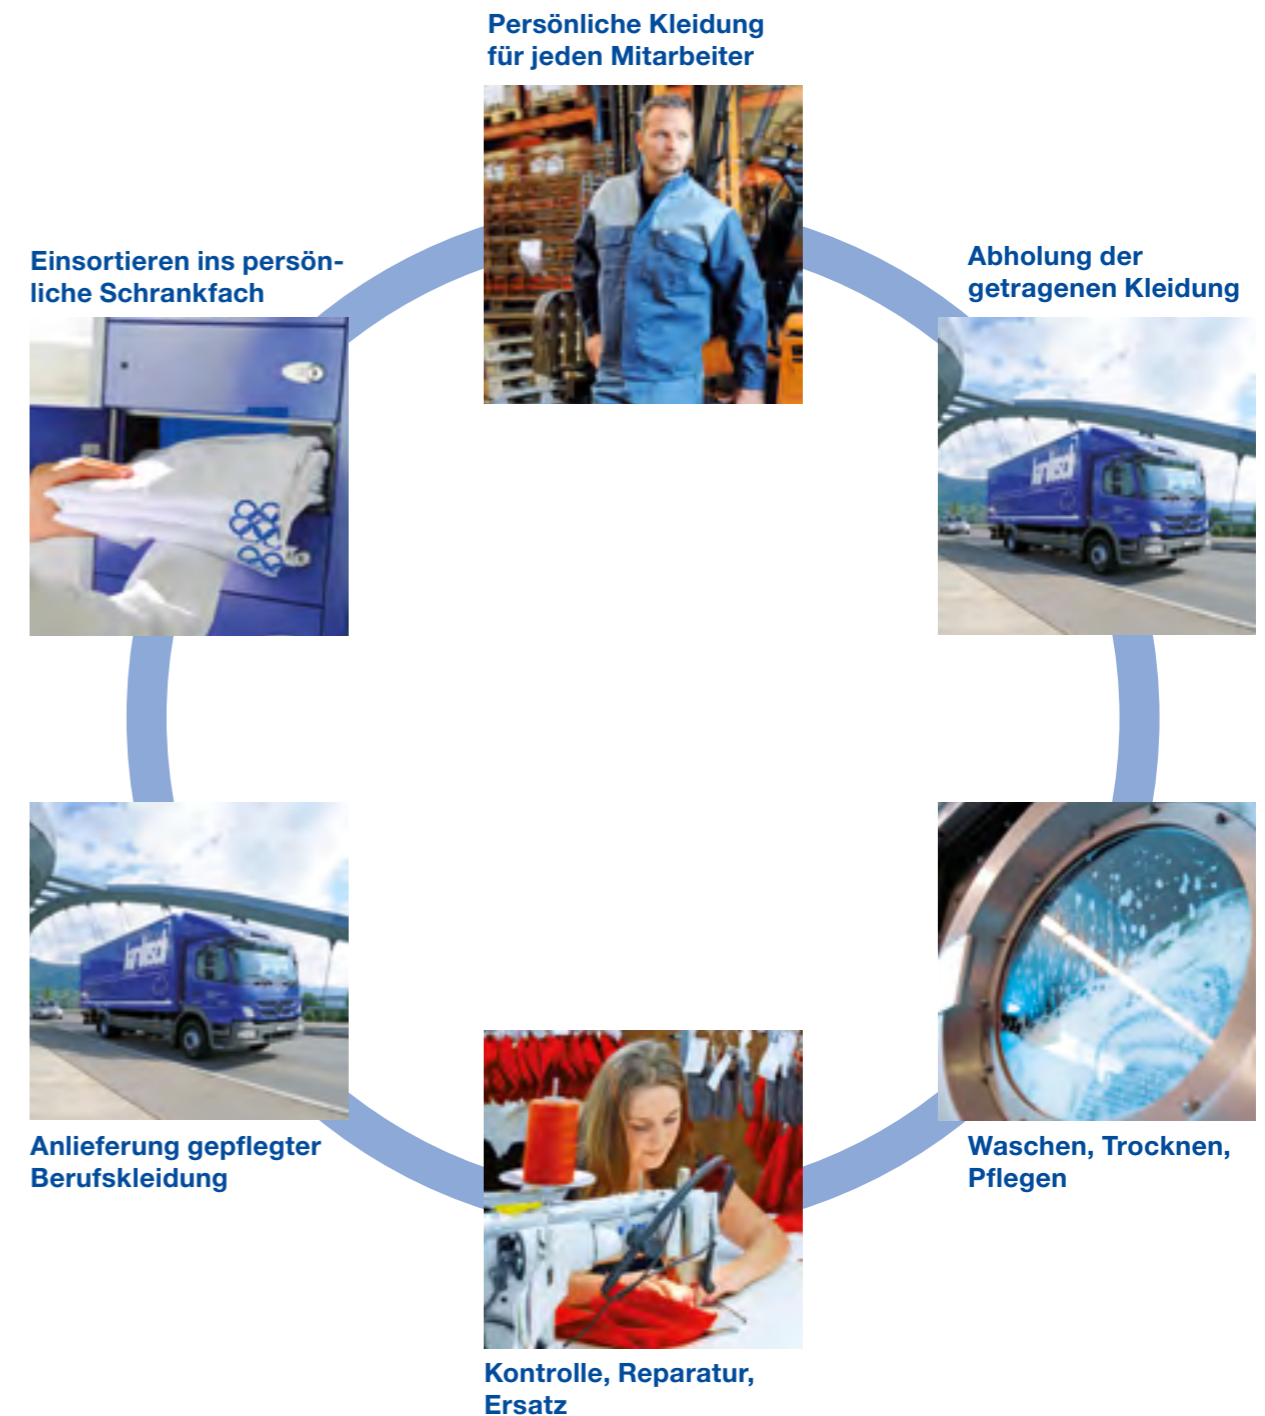 Persönliche Kleidung
für jeden Mitarbeiter
Abholung der
getragenen Kleidung
Waschen, Trocknen,
Pflegen
Kontrolle, Reparatur,
Ersatz
Anlieferung gepflegter
Berufskleidung
Einsortieren ins persön-
liche Schrankfach